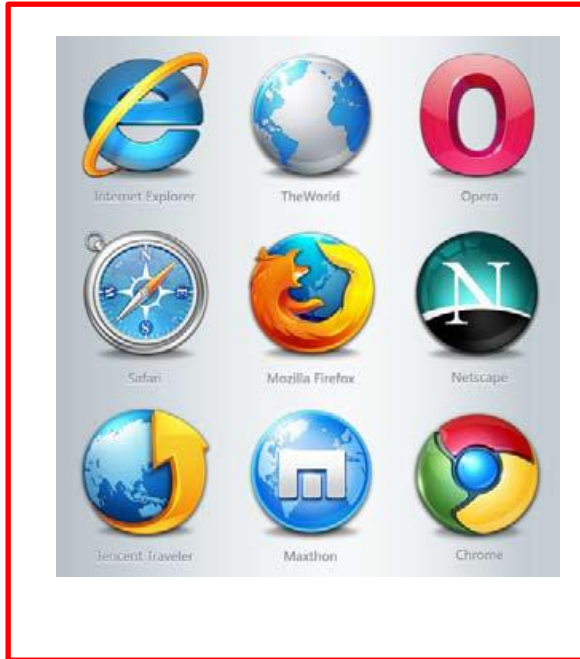 Internet Explorer
TheWorld
Opera
N
W
E
S
Safari
Mozilla Firefox
N
Netscape
Tencent Traveler
Maxthon
Chrome